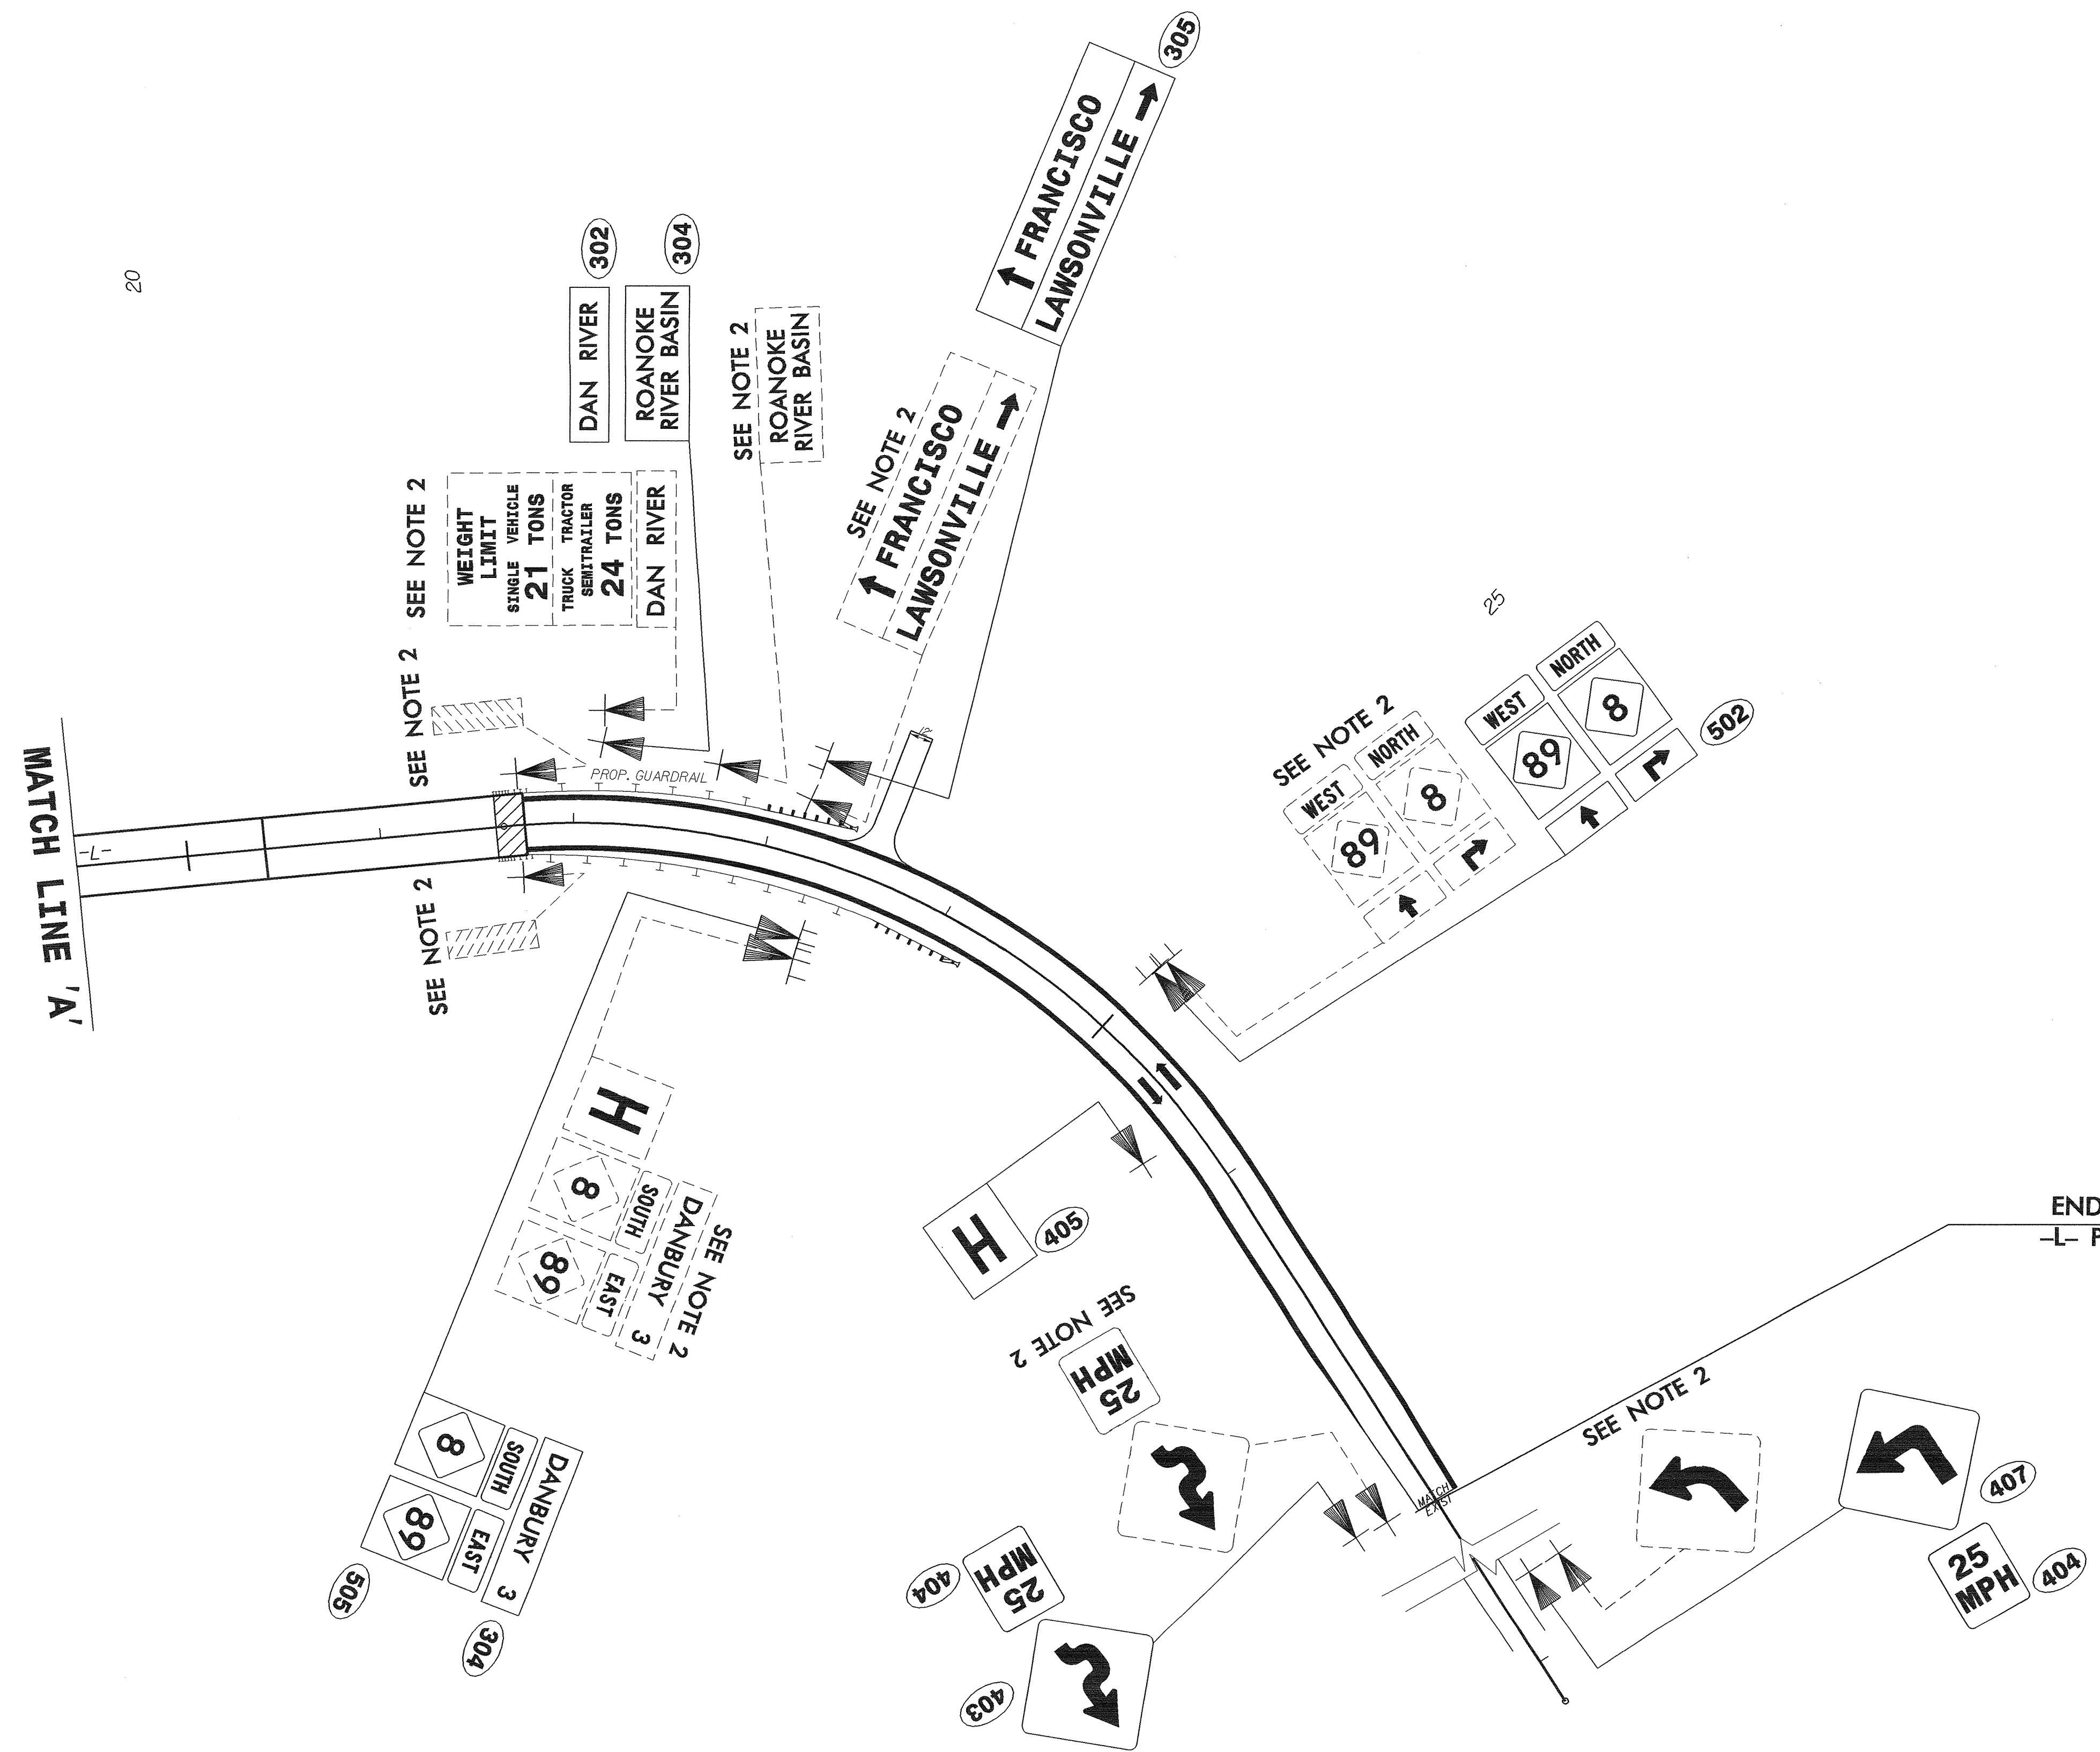 305
FRANCISCO
LAWSONVILLE
20
302
304
DAN RIVER
ROANOKE
RIVER BASIN
SEE NOTE 2
ROANOKE
RIVER BASIN
SEE NOTE 2
FRANCISCO
LAWSONVILLE
SEE NOTE 2
WEIGHT
LIMIT
SINGLE VEHICLE
21 TONS
TRUCK TRACTOR
SEMITRAILER
24 TONS
DAN RIVER
SEE NOTE 2
25
SEE NOTE 2
WEST
89
NORTH
8
WEST
89
NORTH
8
502
MATCH LINE 'A'
-L-
PROP. GUARDRAIL
SEE NOTE 2
H
8
SOUTH
89
EAST
DANBURY 3
SEE NOTE 2
H
405
SEE NOTE 2
25
MPH
8
SOUTH
89
EAST
DANBURY 3
505
304
404
25
MPH
403
MATCH
EXIST
END
-L- P
SEE NOTE 2
407
25
MPH
404